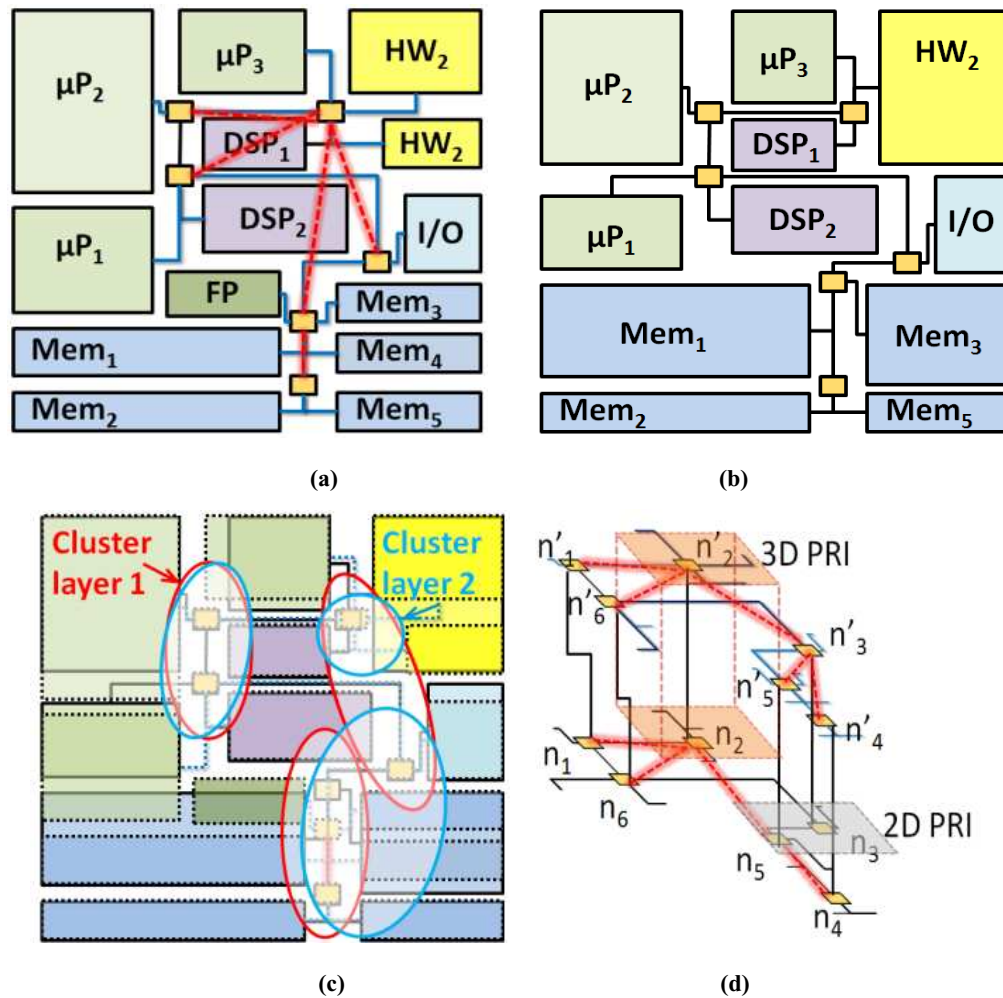 μP₂
μP₃
HW₂
DSP₁
HW₂
μP₁
DSP₂
I/O
FP
Mem₃
Mem₁
Mem₄
Mem₂
Mem₅
(a)
μP₂
μP₃
HW₂
DSP₁
μP₁
DSP₂
I/O
Mem₁
Mem₃
Mem₂
Mem₅
(b)
Cluster
layer 1
Cluster
layer 2
(c)
n'₁
n'₂
3D PRI
n'₆
n'₃
n'₅
n'₄
n₂
n₁
n₆
2D PRI
n₃
n₅
n₄
(d)